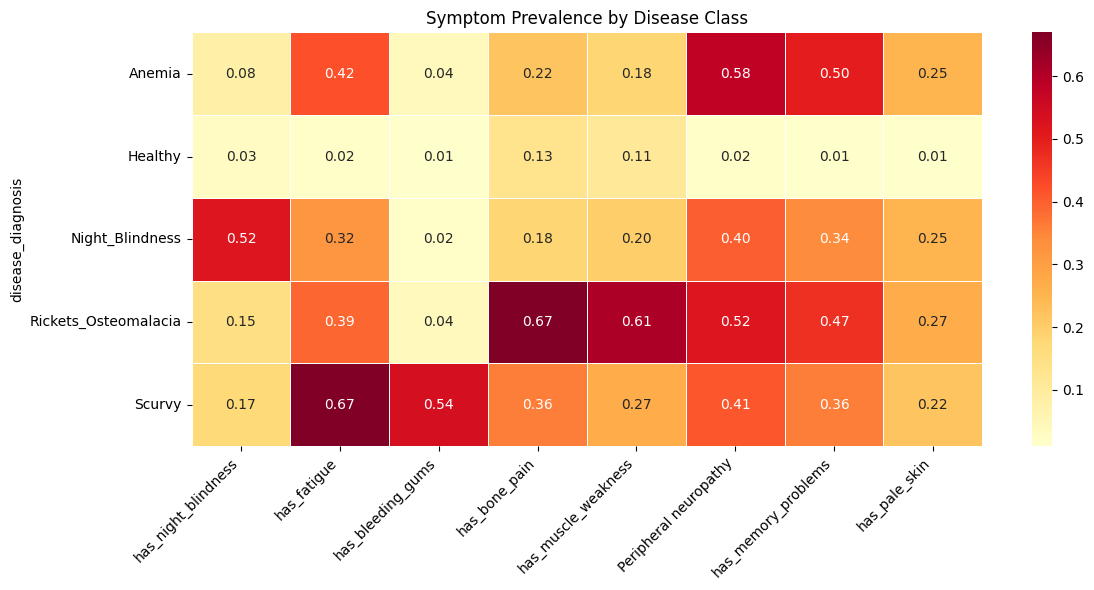 Symptom Prevalence by Disease Class
disease_diagnosis
Anemia 0.08 0.42 0.04 0.22 0.18 0.58 0.50 0.25
Healthy 0.03 0.02 0.01 0.13 0.11 0.02 0.01 0.01
Night_Blindness 0.52 0.32 0.02 0.18 0.20 0.40 0.34 0.25
Rickets_Osteomalacia 0.15 0.39 0.04 0.67 0.61 0.52 0.47 0.27
Scurvy 0.17 0.67 0.54 0.36 0.27 0.41 0.36 0.22
has_night_blindness
has_fatigue
has_bleeding_gums
has_bone_pain
has_muscle_weakness
Peripheral neuropathy
has_memory_problems
has_pale_skin
0.6
0.5
0.4
0.3
0.2
0.1